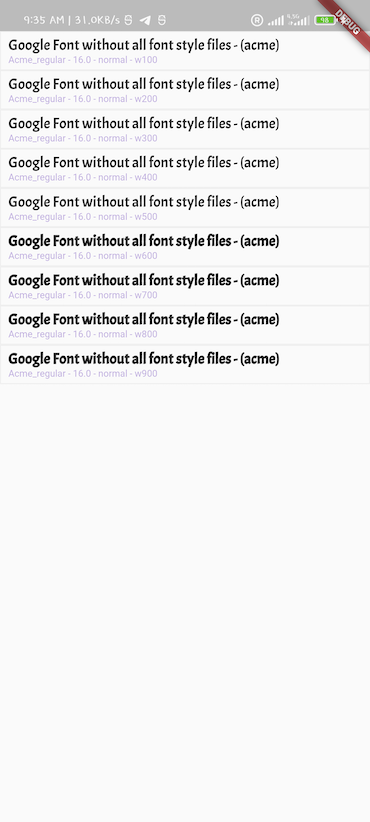 9:35 AM | 31.0KB/s
R
98
DEBUG
Google Font without all font style files - (acme)
Acme_regular - 16.0 - normal - w100
Google Font without all font style files - (acme)
Acme_regular - 16.0 - normal - w200
Google Font without all font style files - (acme)
Acme_regular - 16.0 - normal - w300
Google Font without all font style files - (acme)
Acme_regular - 16.0 - normal - w400
Google Font without all font style files - (acme)
Acme_regular - 16.0 - normal - w500
Google Font without all font style files - (acme)
Acme_regular - 16.0 - normal - w600
Google Font without all font style files - (acme)
Acme_regular - 16.0 - normal - w700
Google Font without all font style files - (acme)
Acme_regular - 16.0 - normal - w800
Google Font without all font style files - (acme)
Acme_regular - 16.0 - normal - w900